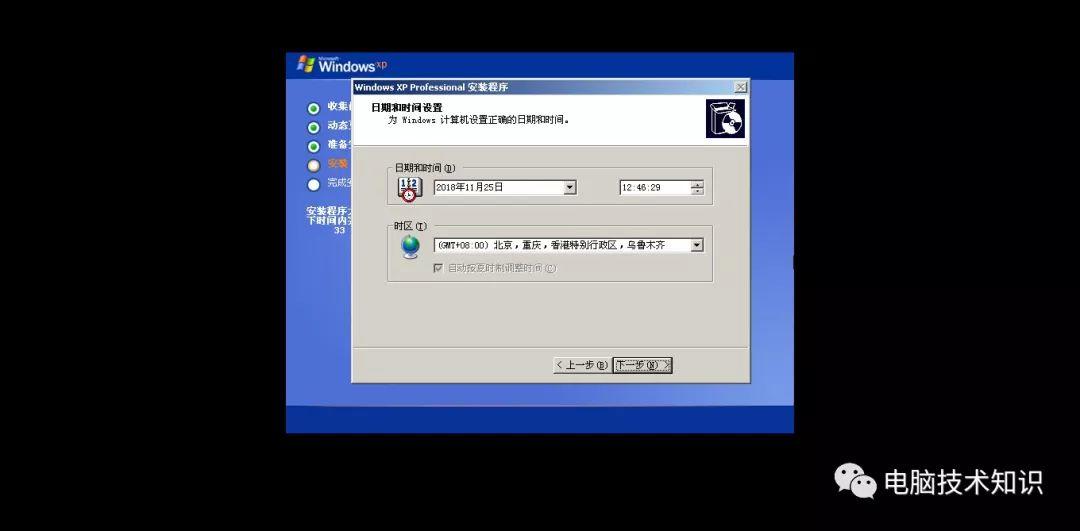 Microsoft
Windows xp
Windows XP Professional 安装程序
日期和时间设置
为 Windows 计算机设置正确的日期和时间。
收集
动态
准备
安装
完成
安装程序
下时间内
33
日期和时间(D)
2018年11月25日
12:46:29
时区(T)
(GMT+08:00) 北京，重庆，香港特别行政区，乌鲁木齐
自动按夏时制调整时间(C)
< 上一步(B)
下一步(N) >
电脑技术知识